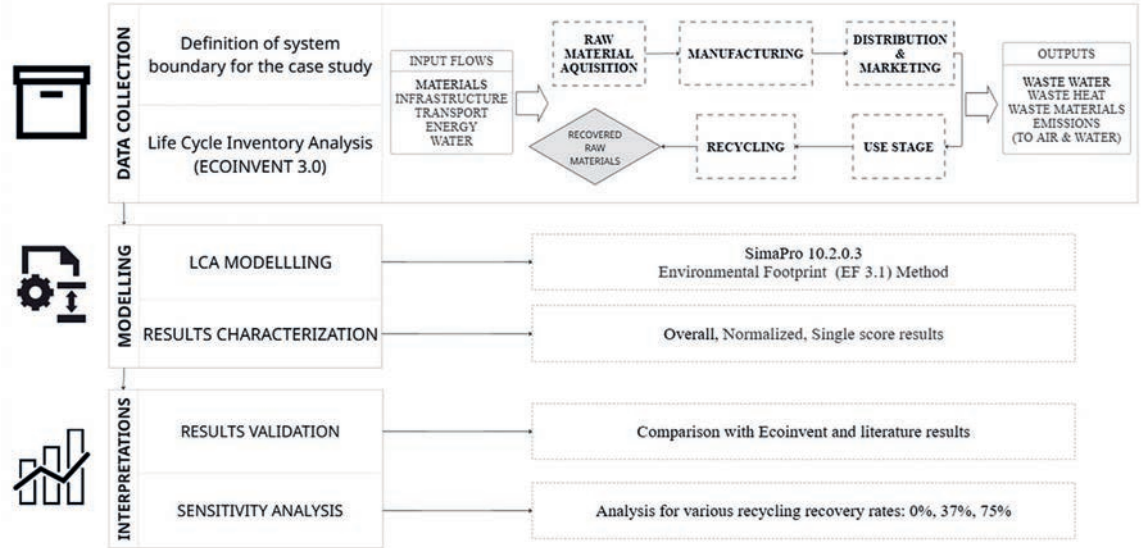 DATA COLLECTION
Definition of system
boundary for the case study
Life Cycle Inventory Analysis
(ECOINVENT 3.0)
INPUT FLOWS
MATERIALS
INFRASTRUCTURE
TRANSPORT
ENERGY
WATER
RAW
MATERIAL
AQUISITION
MANUFACTURING
DISTRIBUTION
&
MARKETING
RECOVERED
RAW
MATERIALS
RECYCLING
USE STAGE
OUTPUTS
WASTE WATER
WASTE HEAT
WASTE MATERIALS
EMISSIONS
(TO AIR & WATER)
MODELLING
LCA MODELLLING
SimaPro 10.2.0.3
Environmental Footprint (EF 3.1) Method
RESULTS CHARACTERIZATION
Overall, Normalized, Single score results
INTERPRETATIONS
RESULTS VALIDATION
Comparison with Ecoinvent and literature results
SENSITIVITY ANALYSIS
Analysis for various recycling recovery rates: 0%, 37%, 75%